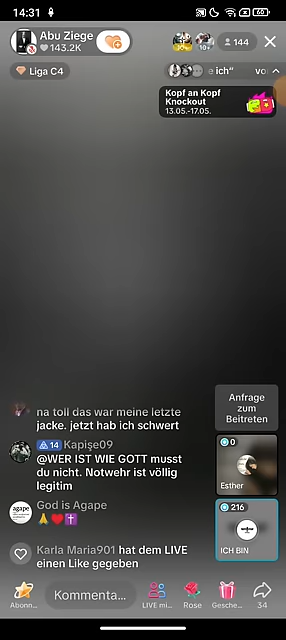 14:31
60
Abu Ziege
143.2K
30
10+
144
Liga C4
e ich“ vo
Kopf an Kopf
Knockout
13.05.-17.05.
na toll das war meine letzte
jacke. jetzt hab ich schwert
14 Kapişe09
@WER IST WIE GOTT musst
du nicht. Notwehr ist völlig
legitim
agape
God is Agape
🙏❤️✝️
Karla Maria901 hat dem LIVE
einen Like gegeben
Anfrage
zum
Beitreten
0
Esther
216
ICH BIN
Abonn...
Kommenta...
LIVE mi...
Rose
Gesche...
34